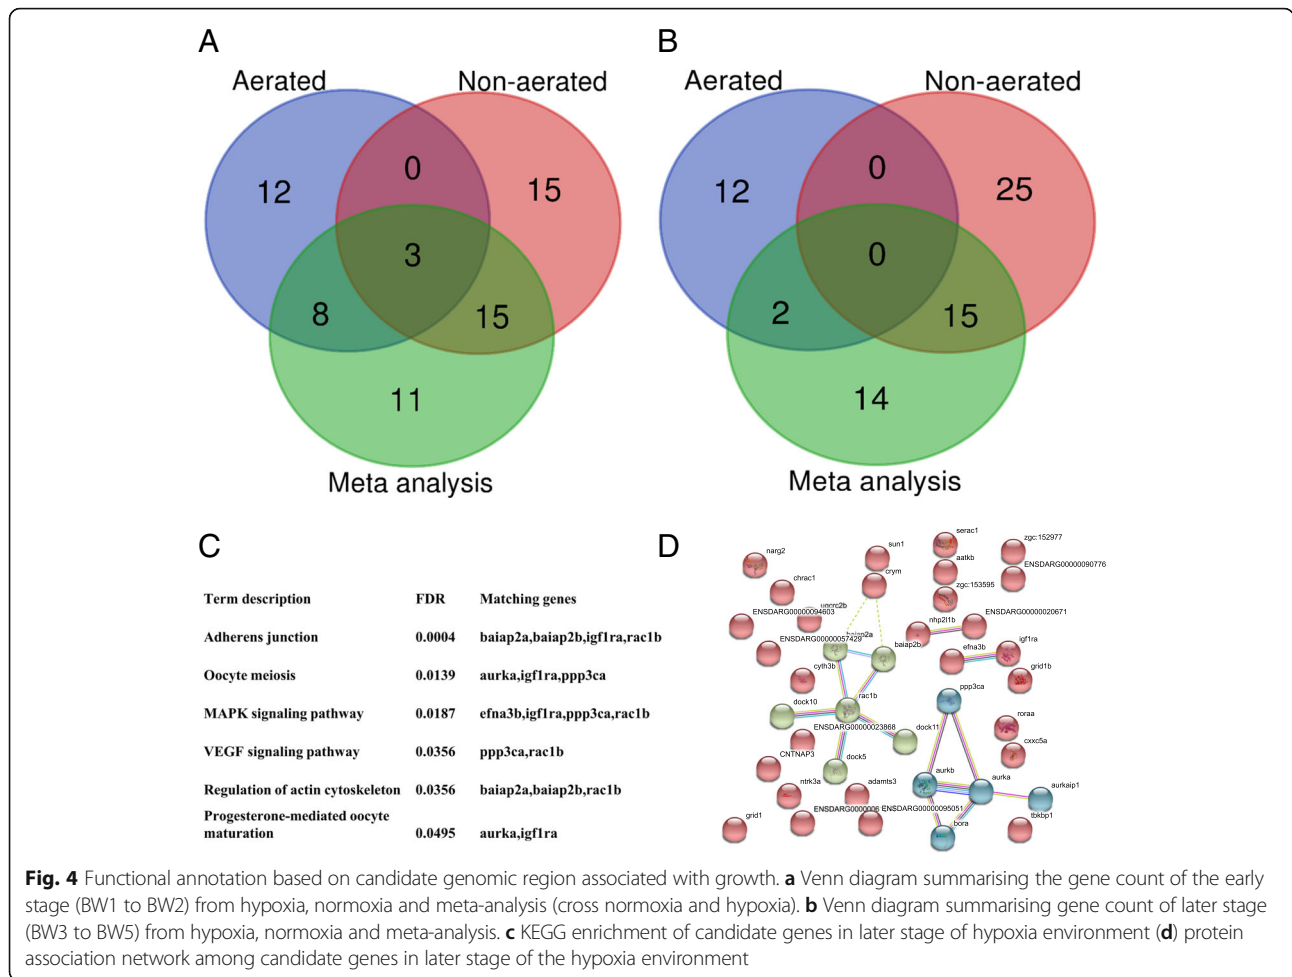 A
B
Aerated
Non-aerated
Aerated
Non-aerated
12
0
15
3
8
15
11
Meta analysis
12
0
25
0
2
15
14
Meta analysis
C
Term description FDR Matching genes
Adherens junction 0.0004 baiap2a,baiap2b,igf1ra,rac1b
Oocyte meiosis 0.0139 aurka,igf1ra,ppp3ca
MAPK signaling pathway 0.0187 efna3b,igf1ra,ppp3ca,rac1b
VEGF signaling pathway 0.0356 ppp3ca,rac1b
Regulation of actin cytoskeleton 0.0356 baiap2a,baiap2b,rac1b
Progesterone-mediated oocyte
maturation 0.0495 aurka,igf1ra
D
serac1
zgc:152977
narg2
sun1
aatkb
ENSDARG00000090776
crym
chrac1
zgc:153595
ENSDARG00000094603
ENSDARG00000020671
nhp2l1b
ENSDARG00000057429
baiap2a
baiap2b
efna3b
igf1ra
grid1b
cyth3b
ppp3ca
rac1b
dock10
dock11
roraa
ENSDARG00000023868
cxxc5a
CNTNAP3
dock5
aurkb
aurka
aurkaip1
ntrk3a
adamts3
ENSDARG0000006
ENSDARG00000095051
grid1
bora
tbkbp1
Fig. 4 Functional annotation based on candidate genomic region associated with growth. a Venn diagram summarising the gene count of the early
stage (BW1 to BW2) from hypoxia, normoxia and meta-analysis (cross normoxia and hypoxia). b Venn diagram summarising gene count of later stage
(BW3 to BW5) from hypoxia, normoxia and meta-analysis. c KEGG enrichment of candidate genes in later stage of hypoxia environment (d) protein
association network among candidate genes in later stage of the hypoxia environment